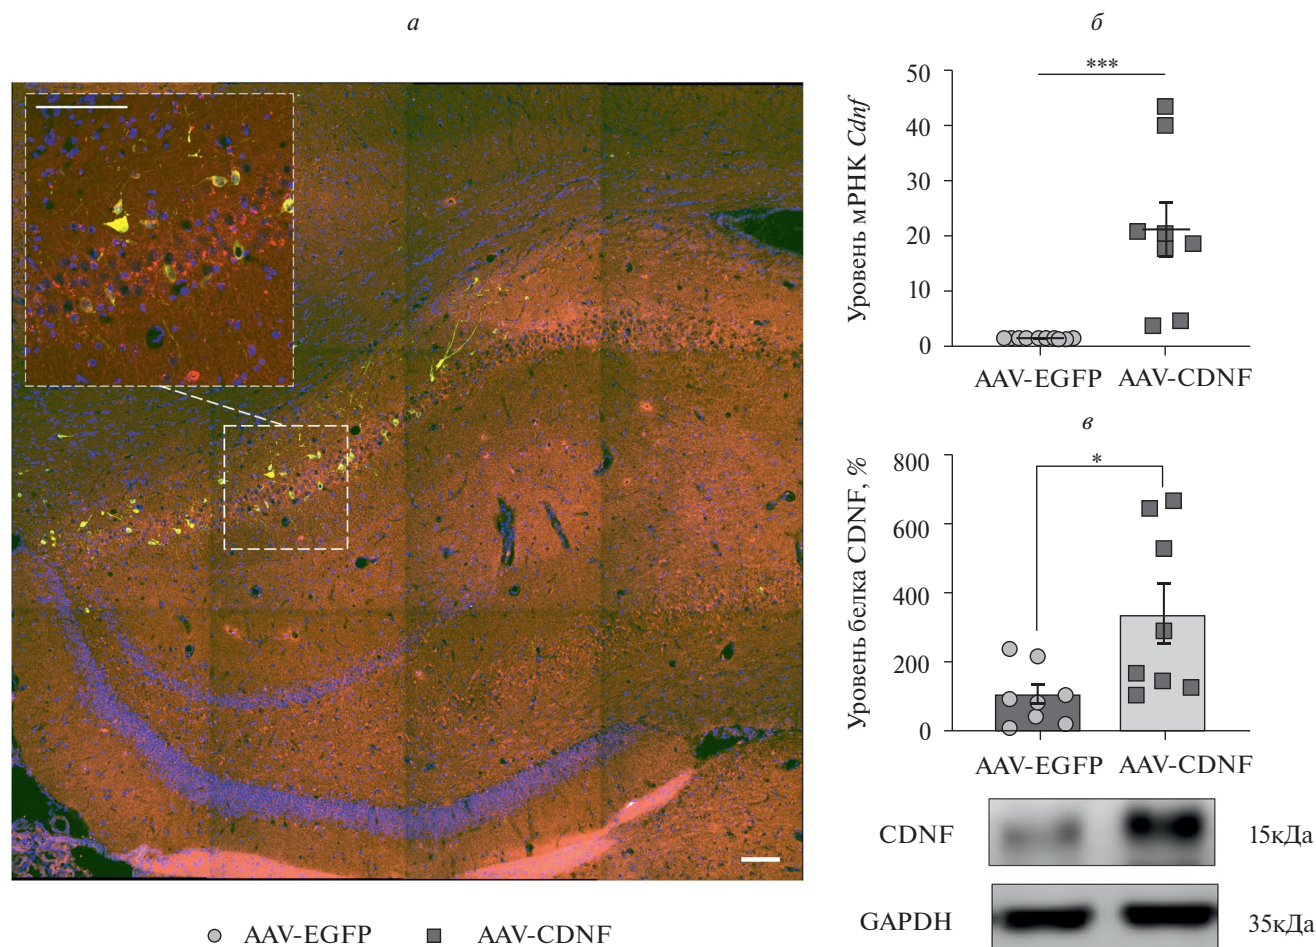 а
б
***
50
40
30
20
10
0
Уровень мРНК Cdnf
AAV-EGFP AAV-CDNF
в
*
800
600
400
200
0
Уровень белка CDNF, %
AAV-EGFP AAV-CDNF
CDNF 15кДа
GAPDH 35кДа
AAV-EGFP AAV-CDNF